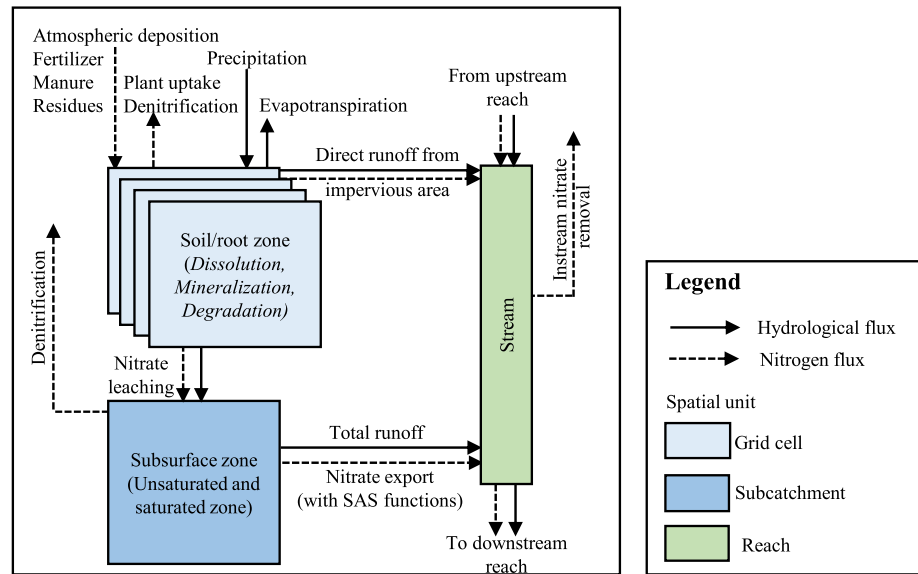 Atmospheric deposition
Fertilizer
Manure
Residues
Plant uptake
Denitrification
Precipitation
Evapotranspiration
From upstream
reach
Direct runoff from
impervious area
Instream nitrate
removal
Soil/root zone
(Dissolution,
Mineralization,
Degradation)
Denitrification
Nitrate
leaching
Stream
Subsurface zone
(Unsaturated and
saturated zone)
Total runoff
Nitrate export
(with SAS functions)
To downstream
reach
Legend
Hydrological flux
Nitrogen flux
Spatial unit
Grid cell
Subcatchment
Reach